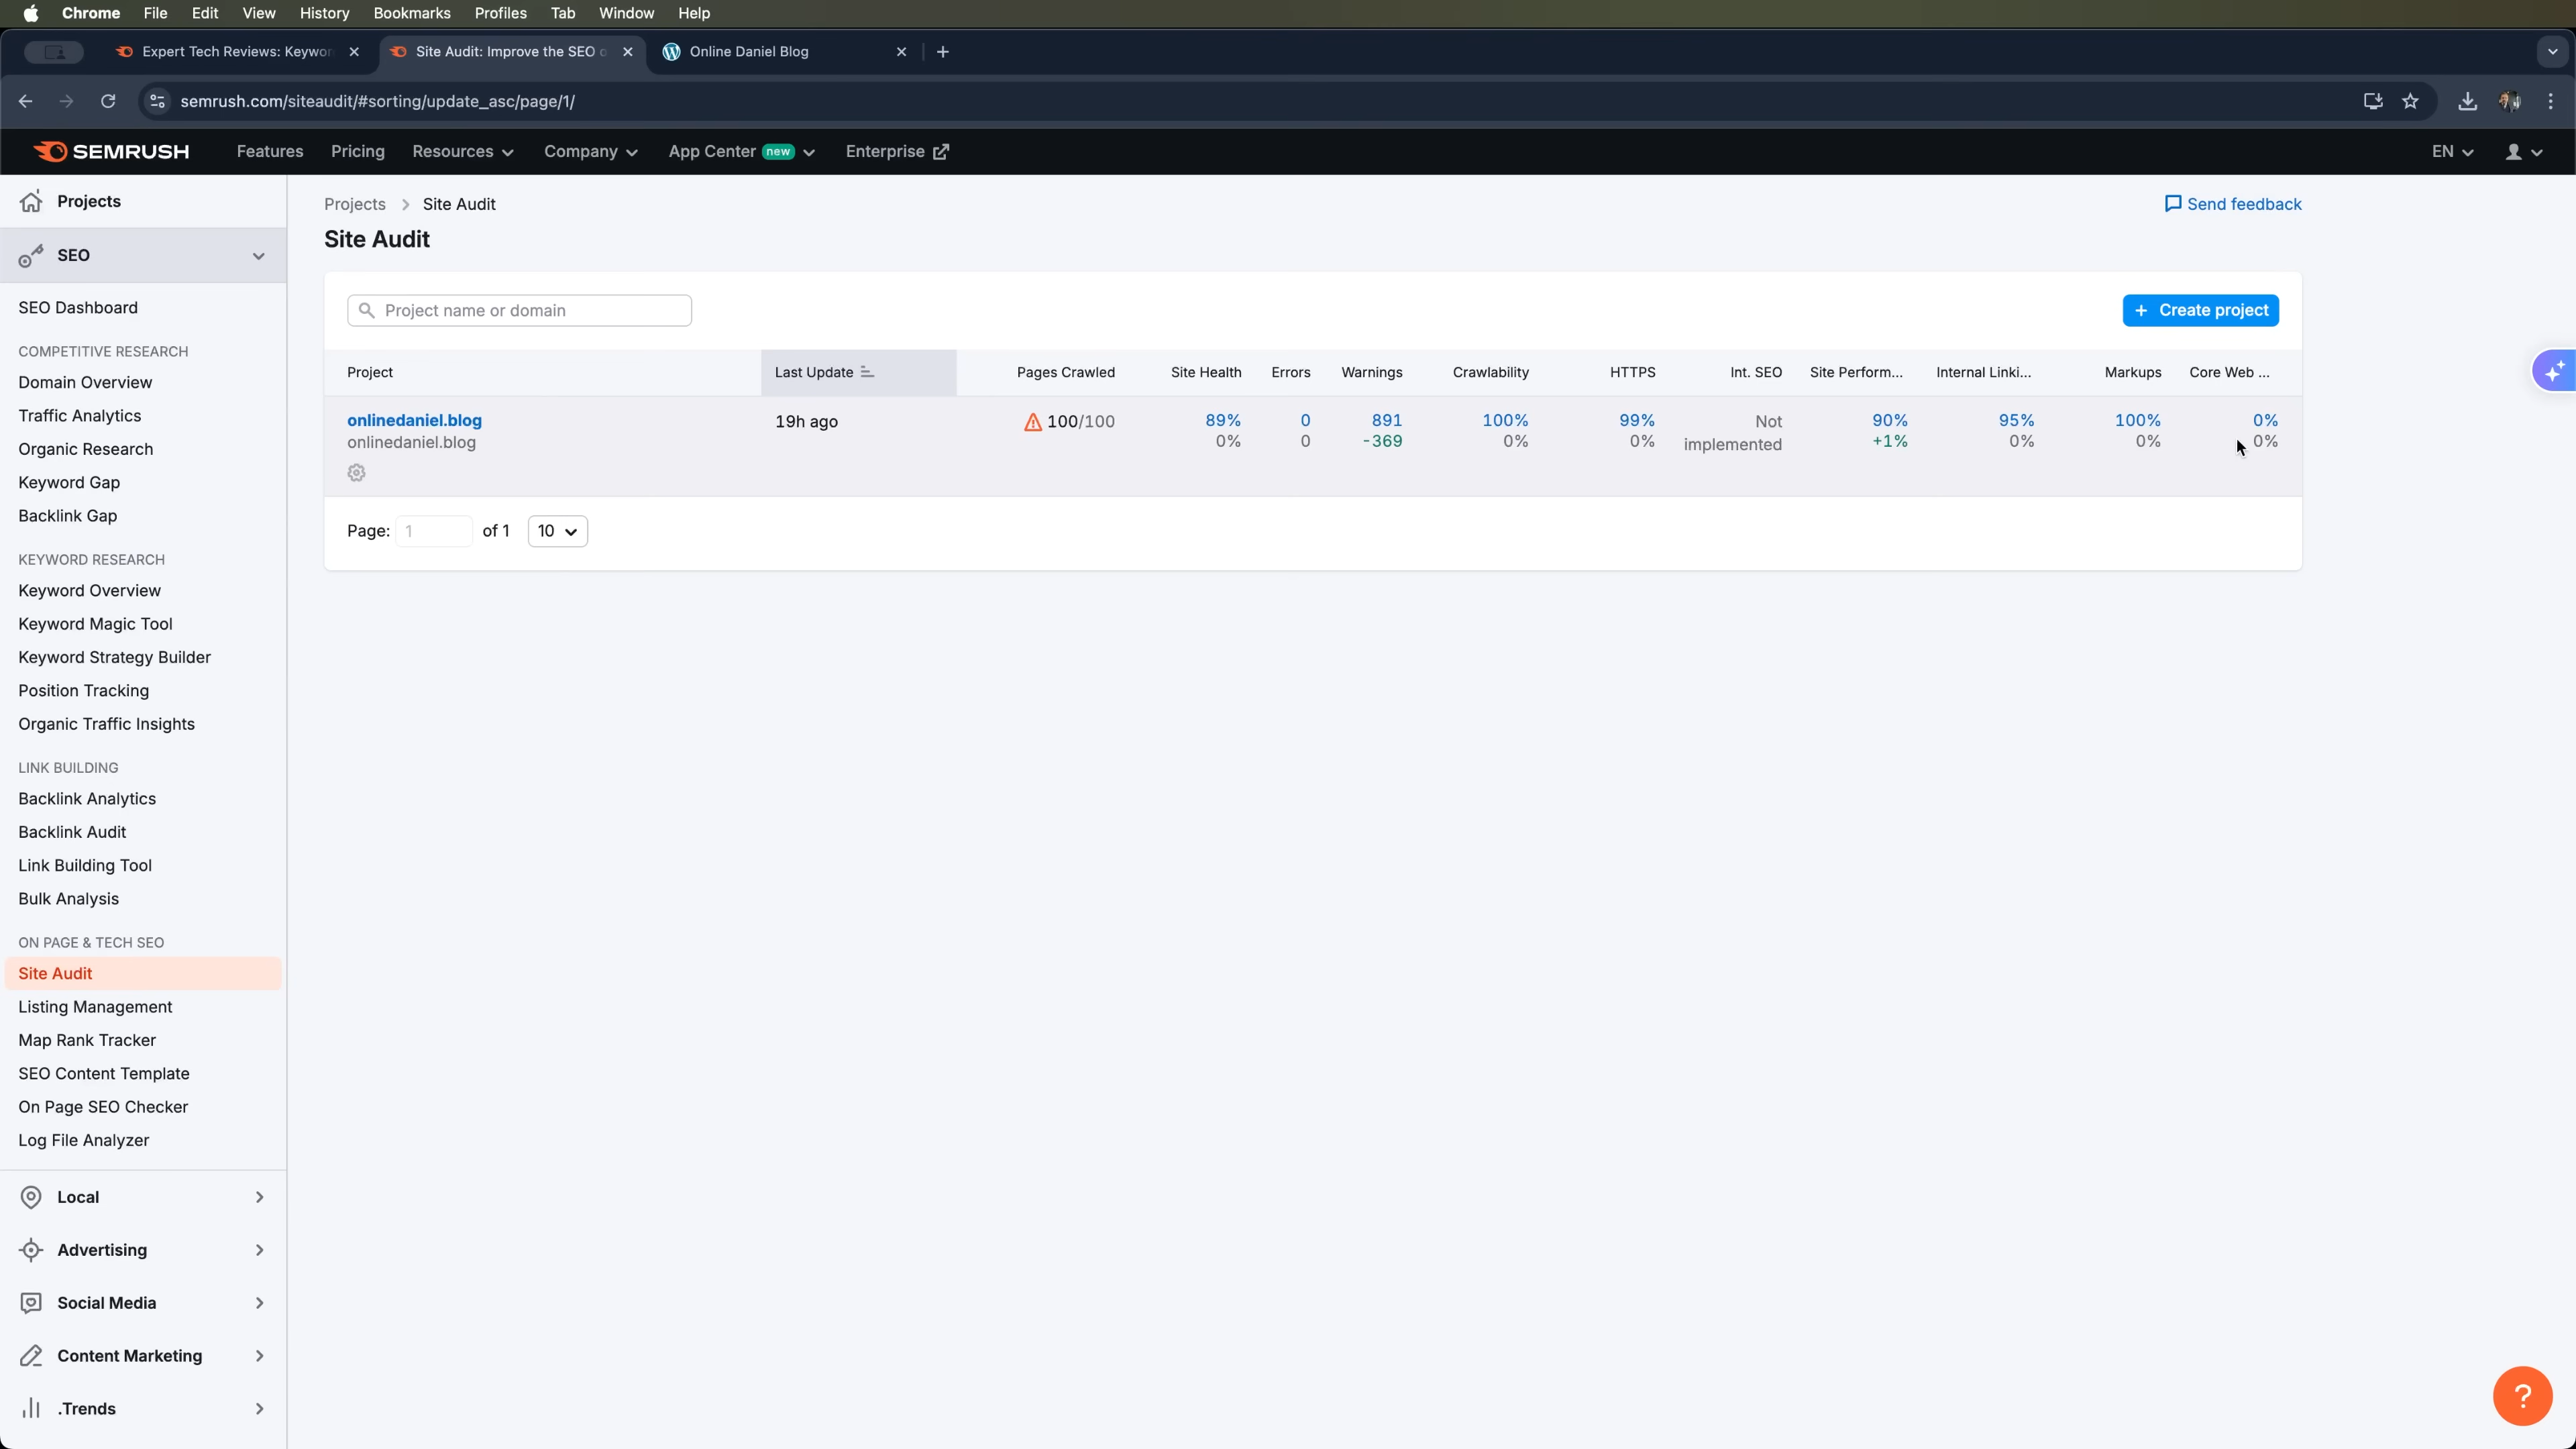 Chrome File Edit View History Bookmarks Profiles Tab Window Help
Expert Tech Reviews: Keywor
Site Audit: Improve the SEO o
Online Daniel Blog
semrush.com/siteaudit/#sorting/update_asc/page/1/
SEMRUSH Features Pricing Resources Company App Center new Enterprise EN
Projects
SEO
SEO Dashboard
COMPETITIVE RESEARCH
Domain Overview
Traffic Analytics
Organic Research
Keyword Gap
Backlink Gap
KEYWORD RESEARCH
Keyword Overview
Keyword Magic Tool
Keyword Strategy Builder
Position Tracking
Organic Traffic Insights
LINK BUILDING
Backlink Analytics
Backlink Audit
Link Building Tool
Bulk Analysis
ON PAGE & TECH SEO
Site Audit
Listing Management
Map Rank Tracker
SEO Content Template
On Page SEO Checker
Log File Analyzer
Local
Advertising
Social Media
Content Marketing
.Trends
Projects > Site Audit
Send feedback
Site Audit
Project name or domain
+ Create project
Project Last Update Pages Crawled Site Health Errors Warnings Crawlability HTTPS Int. SEO Site Perform... Internal Linki... Markups Core Web ...
onlinedaniel.blog 19h ago 100/100 89% 0 891 100% 99% Not 90% 95% 100% 0%
onlinedaniel.blog 0% 0 -369 0% 0% implemented +1% 0% 0% 0%
Page: 1 of 1 10
?